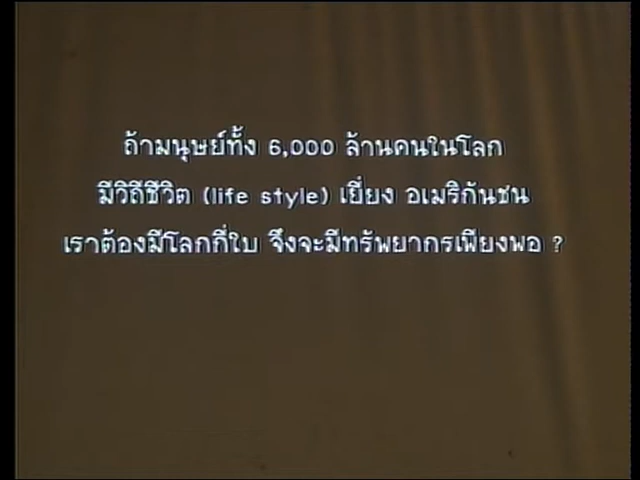 ถ้ามนุษย์ทั้ง 6,000 ล้านคนในโลก
มีวิถีชีวิต (life style) เยี่ยง อเมริกันชน
เราต้องมีโลกกี่ใบ จึงจะมีทรัพยากรเพียงพอ ?